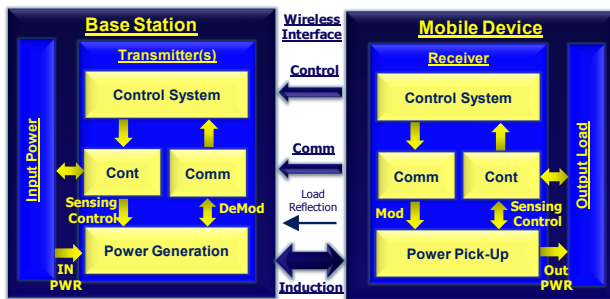 Base Station
Transmitter(s)
Control System
Cont
Comm
Sensing
Control
DeMod
Power Generation
Input Power
IN
PWR
Wireless
Interface
Control
Comm
Load
Reflection
Induction
Mobile Device
Receiver
Control System
Comm
Cont
Mod
Sensing
Control
Power Pick-Up
Output Load
Out
PWR